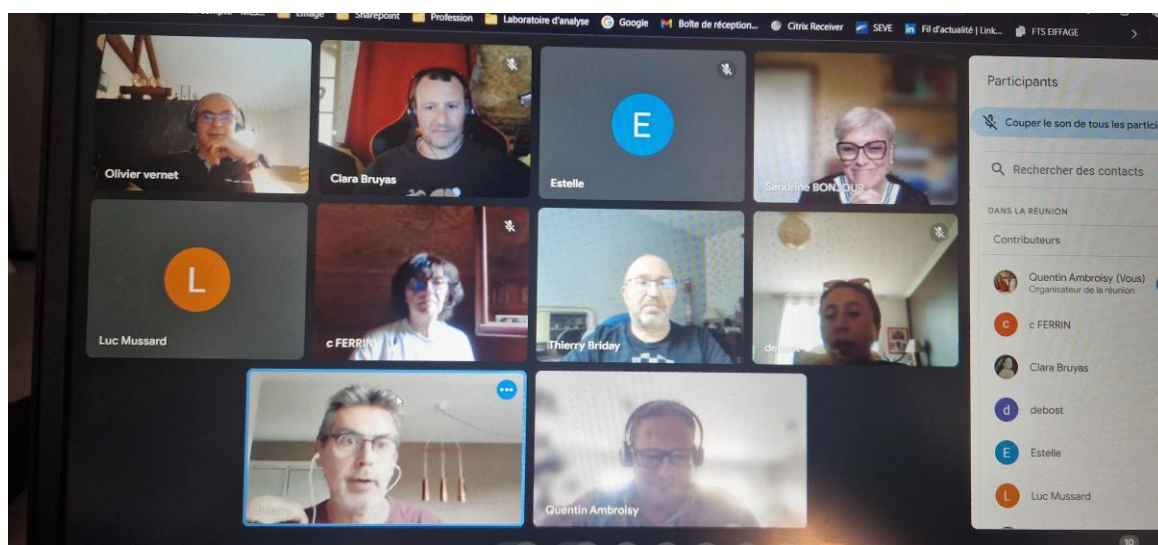 Image
Sharepoint
Profession
Laboratoire d'analyse
Google
Boîte de réception...
Citrix Receiver
SEVE
in Fil d'actualité | Link...
FTS EIFFAGE
Olivier vernet
Clara Bruyas
E
Estelle
Sandrine BONJOUR
L
Luc Mussard
c FERRIN
Thierry Briday
debost
Quentin Ambroisy
Participants
Couper le son de tous les partici
Rechercher des contacts
DANS LA RÉUNION
Contributeurs
Quentin Ambroisy (Vous)
Organisateur de la réunion
c
c FERRIN
Clara Bruyas
d
debost
E
Estelle
L
Luc Mussard
10